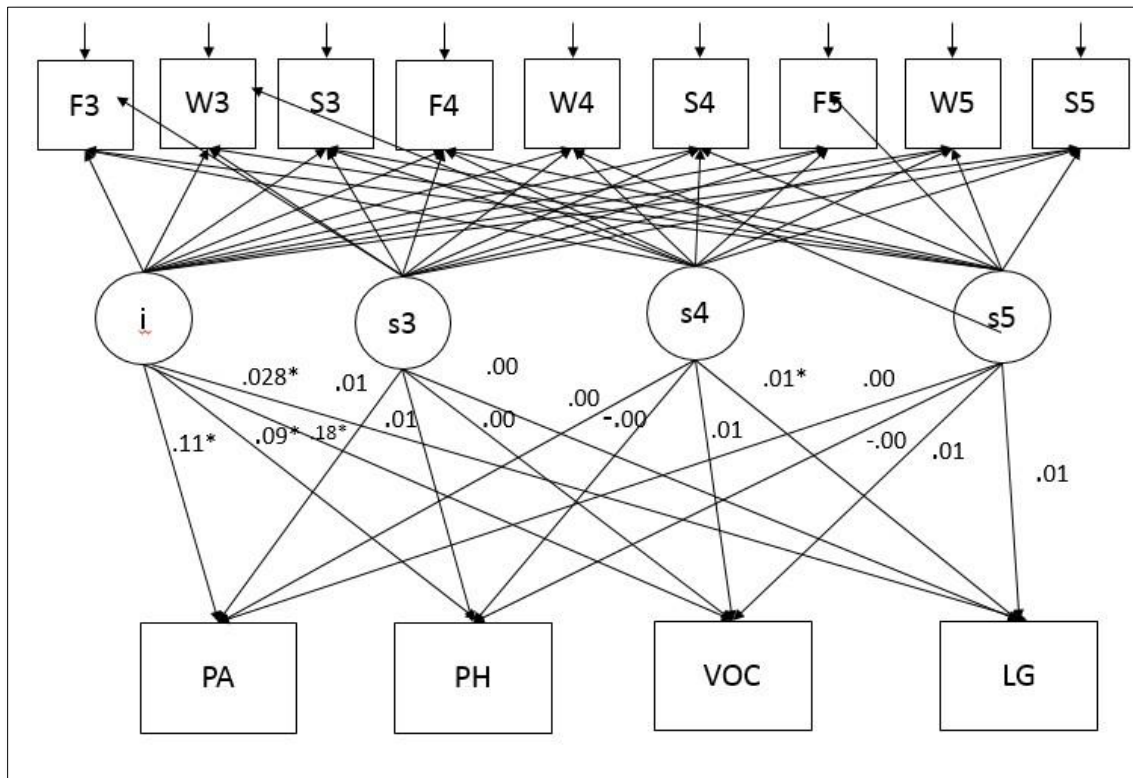 F3 W3 S3 F4 W4 S4 F5 W5 S5
i s3 s4 s5
.028* .01 .00 .01* .00
.11* .09* .18* .01 .00 .00 -.00 .01 -.00 .01 .01
PA PH VOC LG